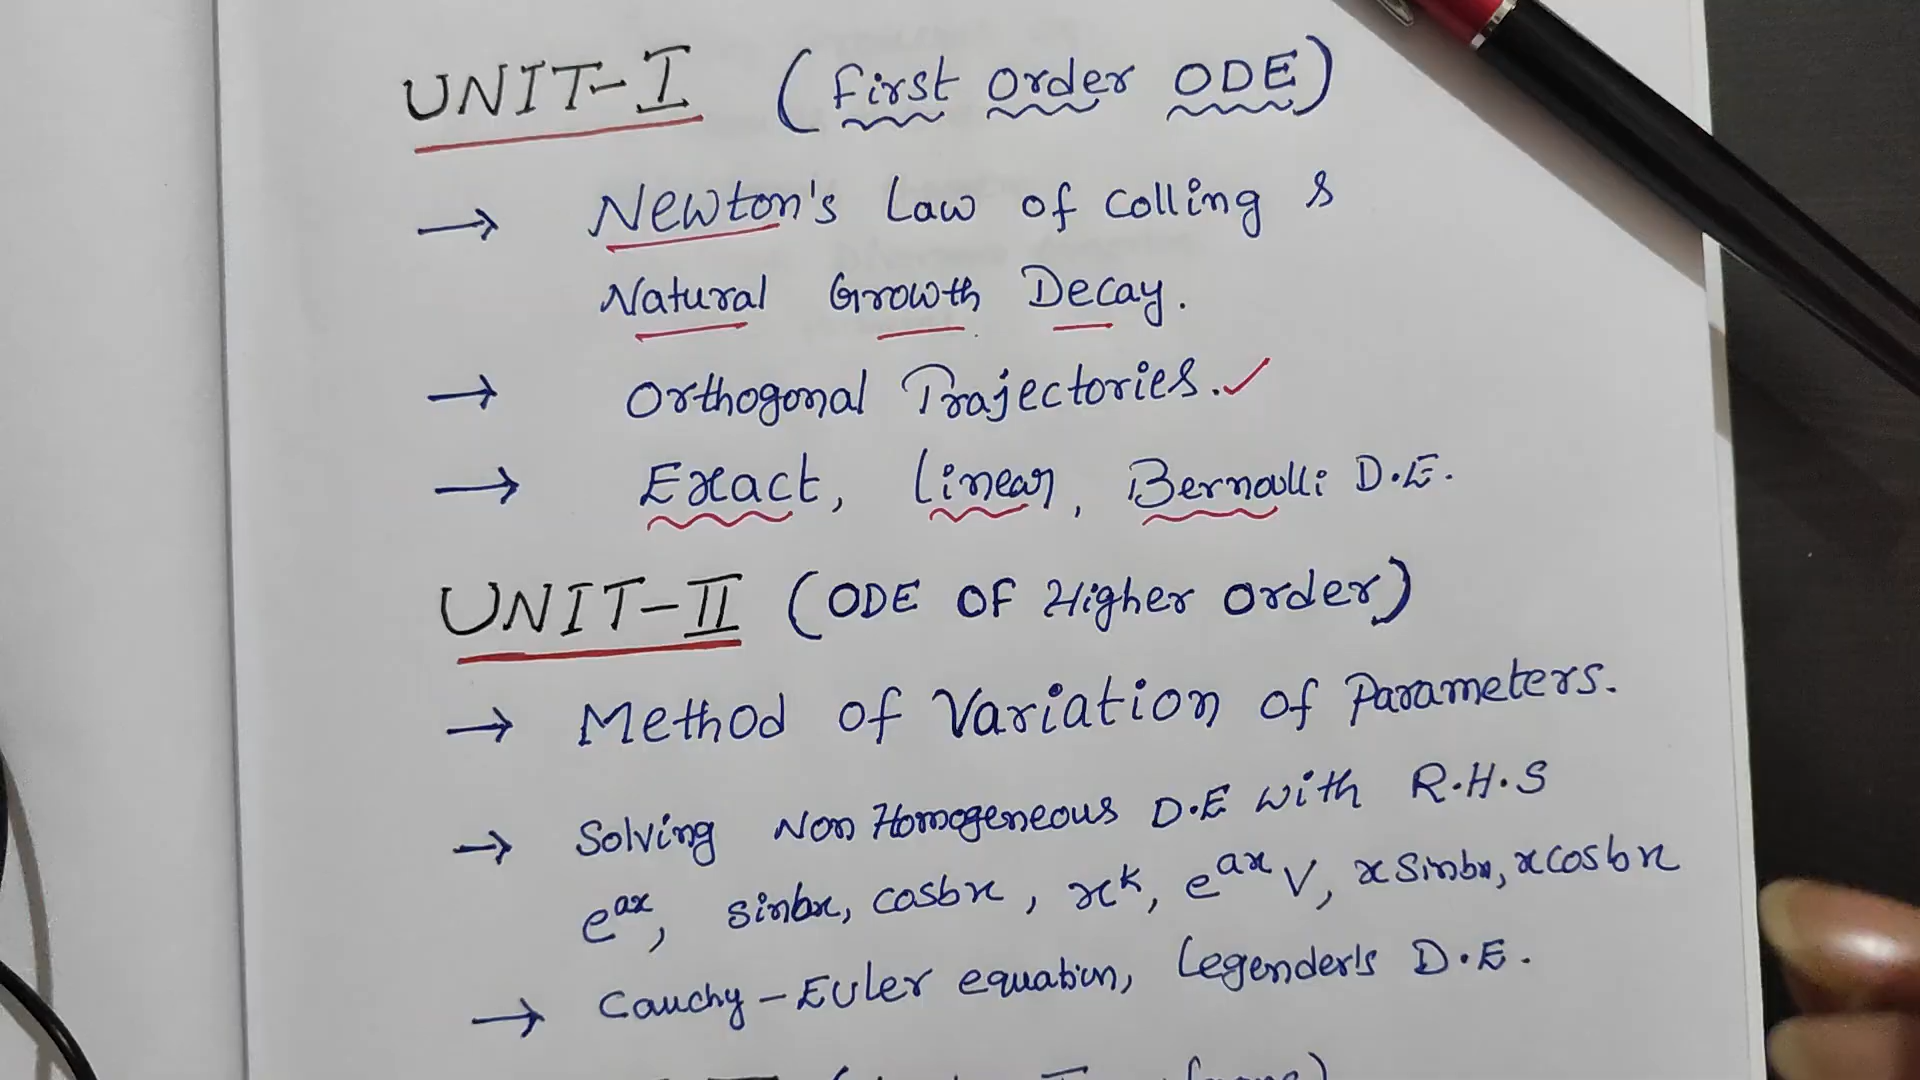 UNIT-I (First Order ODE)
→ Newton's Law of Colling &
Natural Growth Decay.
→ Orthogonal Trajectories. ✓
→ Exact, Linear, Bernoulli D.E.
UNIT-II (ODE OF Higher Order)
→ Method of Variation of Parameters.
→ Solving Non Homogeneous D.E with R.H.S
e^ax, sinbx, cosbx, x^k, e^ax V, x sinbx, x cosbx
→ Cauchy-Euler equation, Legender's D.E.